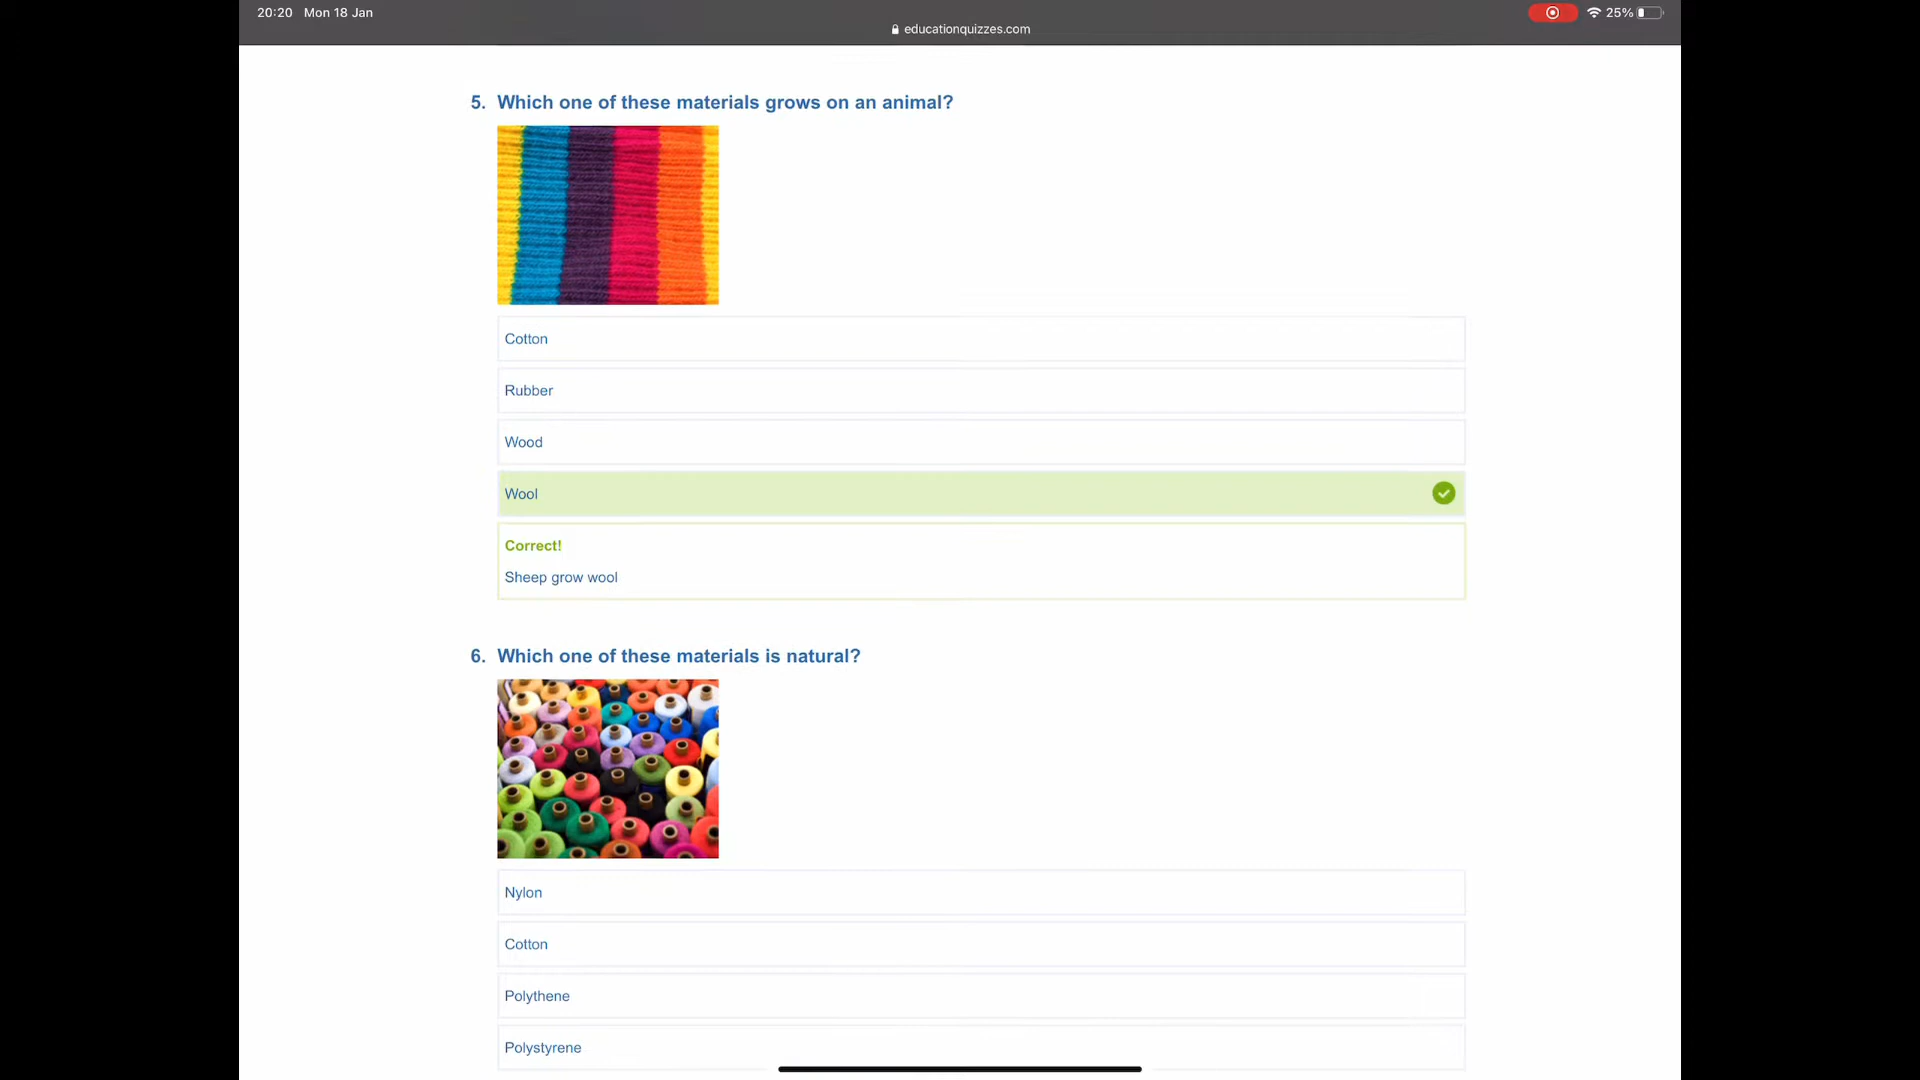 20:20 Mon 18 Jan
25%
educationquizzes.com
5. Which one of these materials grows on an animal?
Cotton
Rubber
Wood
Wool
Correct!
Sheep grow wool
6. Which one of these materials is natural?
Nylon
Cotton
Polythene
Polystyrene